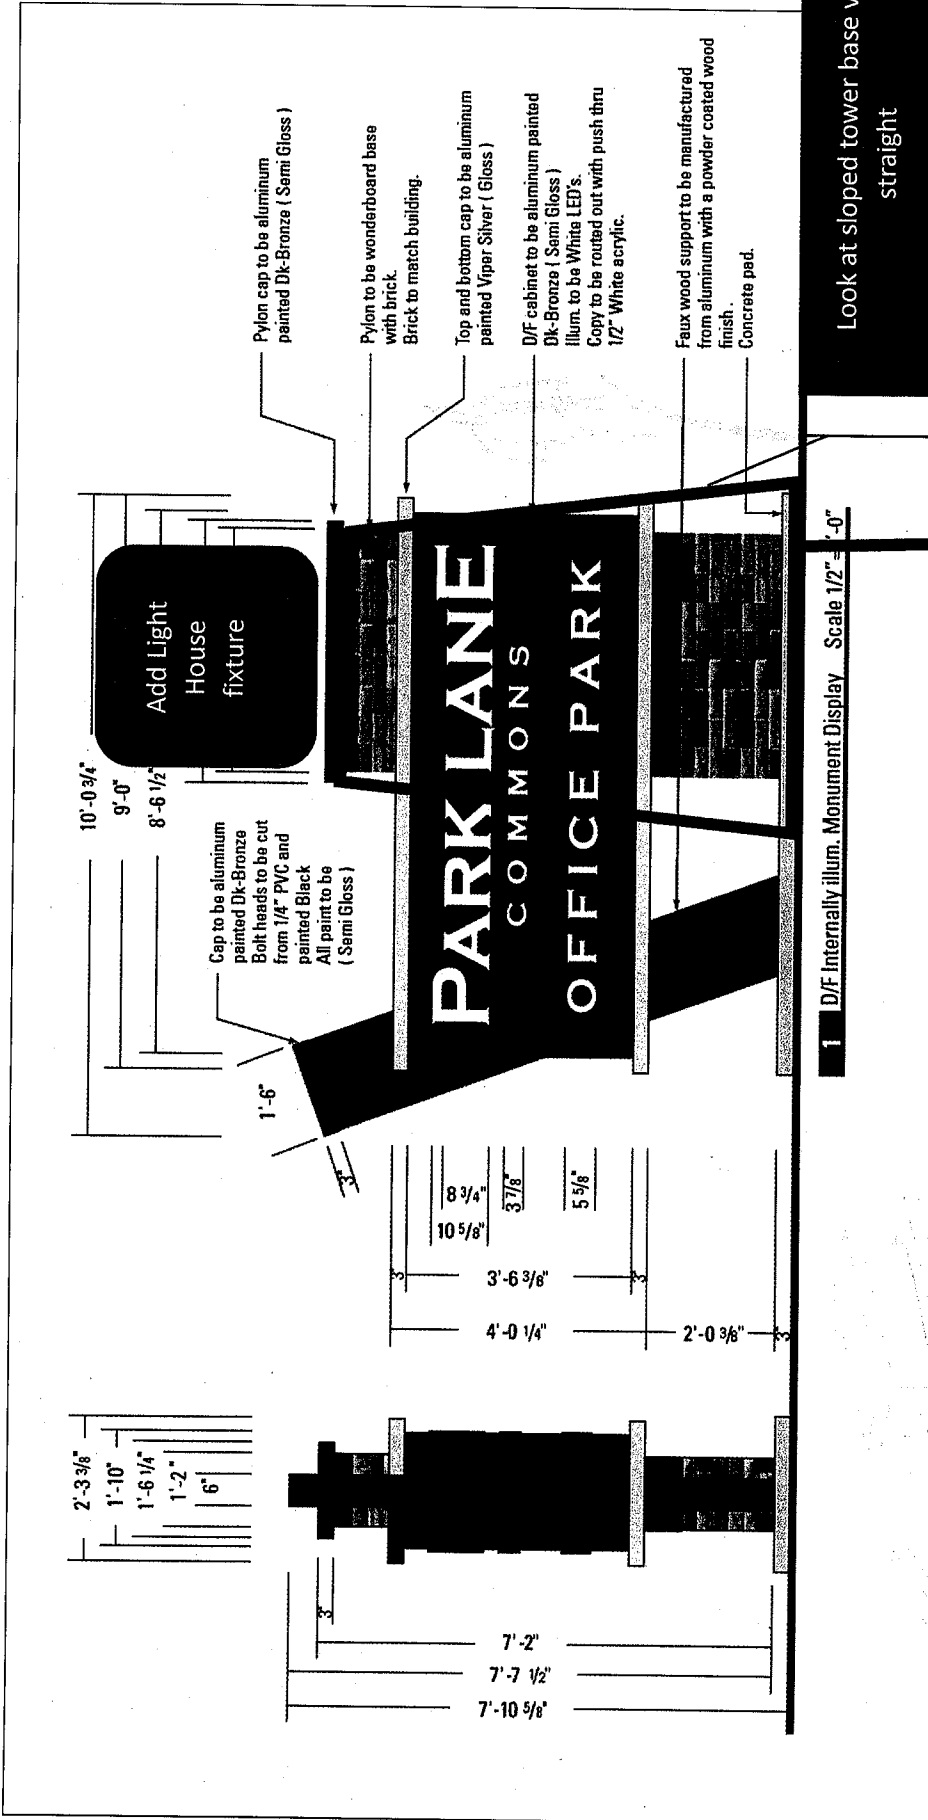 10'-0 3/4"
9'-0"
8'-6 1/2"
Add Light
House
fixture
Cap to be aluminum
painted Dk-Bronze
Bolt heads to be cut
from 1/4" PVC and
painted Black
All paint to be
( Semi Gloss )
1'-6"
3"
Pylon cap to be aluminum
painted Dk-Bronze ( Semi Gloss )
Pylon to be wonderboard base
with brick.
Brick to match building.
Top and bottom cap to be aluminum
painted Viper Silver ( Gloss )
D/F cabinet to be aluminum painted
Dk-Bronze ( Semi Gloss )
Illum. to be White LED's.
Copy to be routed out with push thru
1/2" White acrylic.
Faux wood support to be manufactured
from aluminum with a powder coated wood
finish .
Concrete pad.
PARK LANE
COMMONS
OFFICE PARK
8 3/4"
10 5/8"
3 7/8"
5 5/8"
3"
3'-6 3/8"
3"
4'-0 1/4"
2'-0 3/8"
3"
2'-3 3/8"
1'-10"
1'-6 1/4"
1'-2"
6"
3"
7'-2"
7'-7 1/2"
7'-10 5/8"
1 D/F Internally illum. Monument Display Scale 1/2" = '-0"
Look at sloped tower base
straight